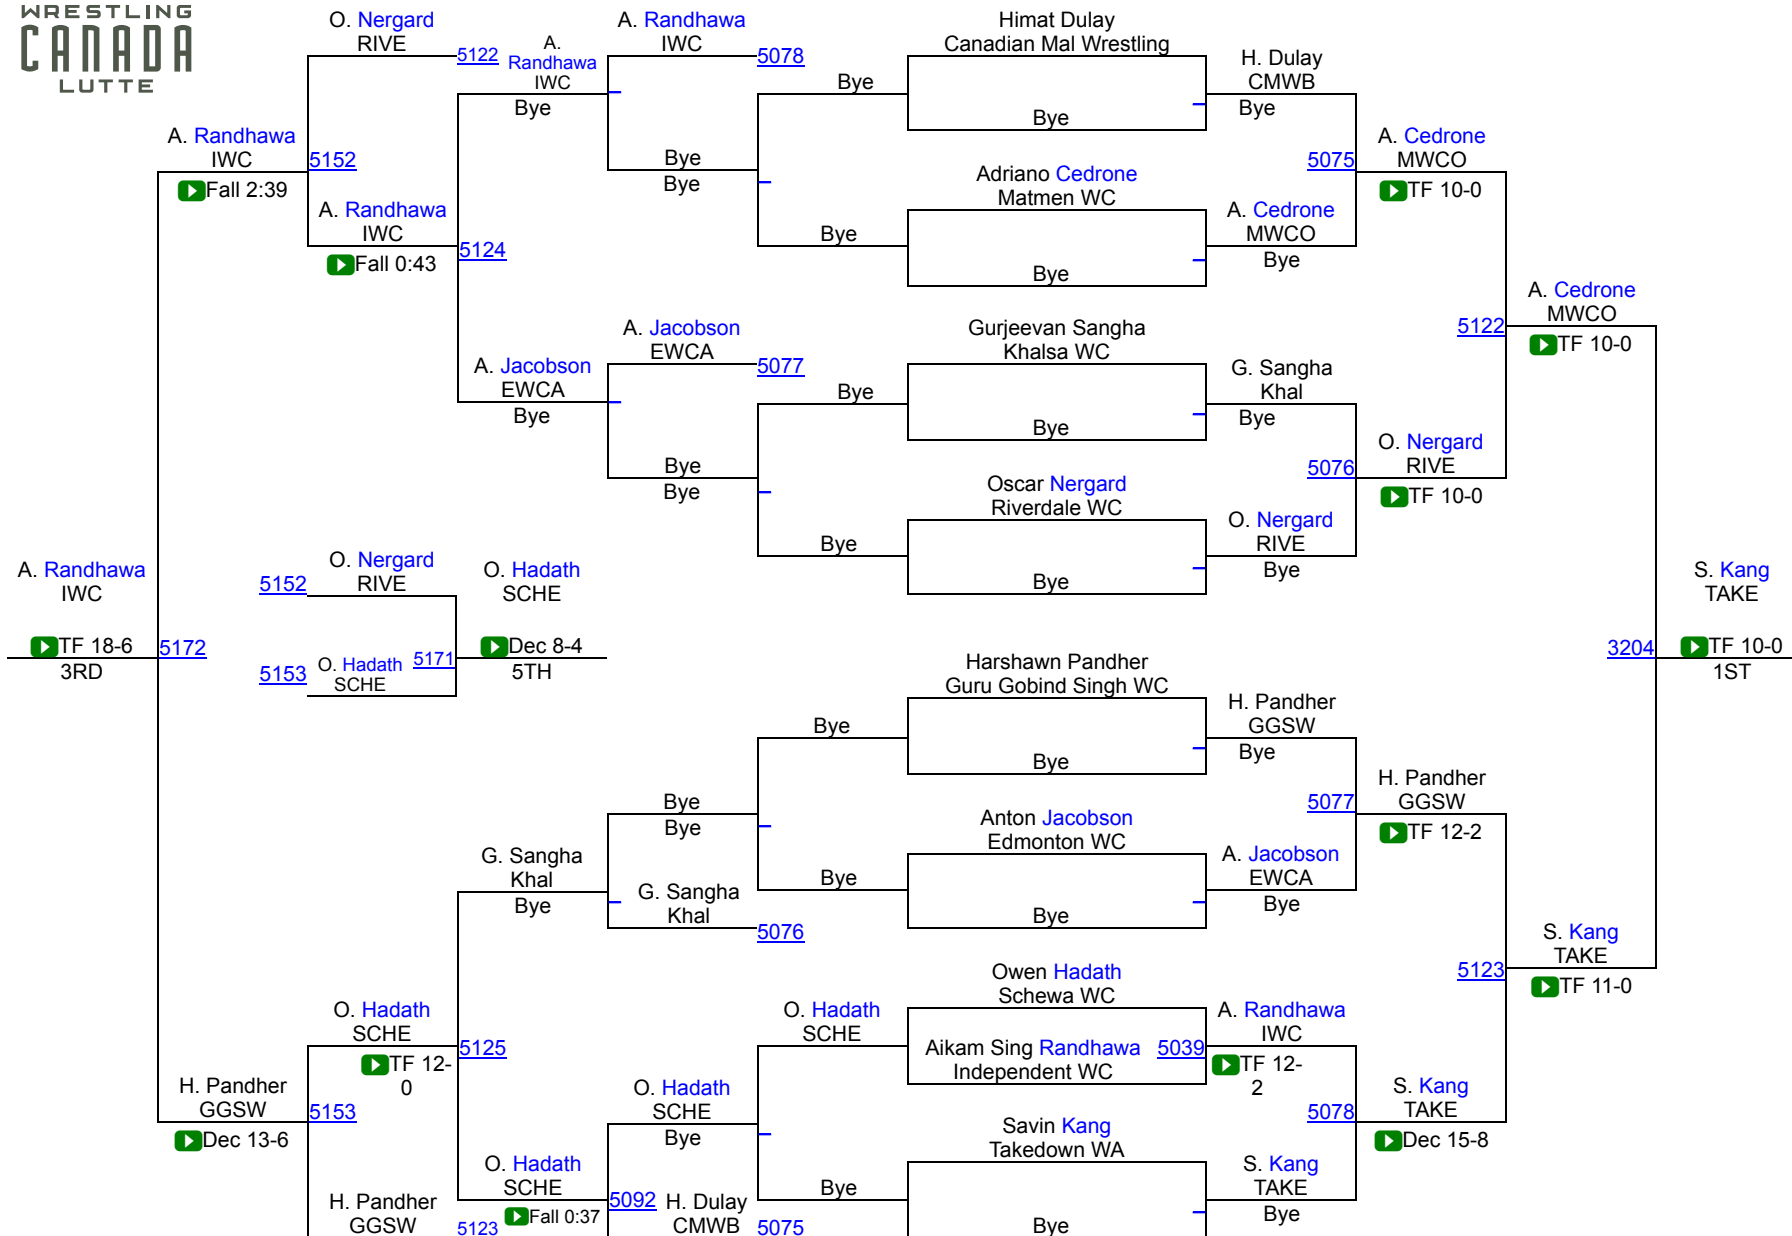 WRESTLING
CANADA
LUTTE
O. Nergard
RIVE
5122
A.
Randhawa
IWC
Bye
A. Randhawa
IWC
5078
Bye
Himat Dulay
Canadian Mal Wrestling
Bye
H. Dulay
CMWB
Bye
A. Randhawa
IWC
Fall 2:39
5152
Bye
Bye
5075
A. Cedrone
MWCO
TF 10-0
Adriano Cedrone
Matmen WC
Bye
A. Cedrone
MWCO
Bye
A. Randhawa
IWC
Fall 0:43
5124
Bye
A. Cedrone
MWCO
TF 10-0
5122
A. Jacobson
EWCA
5077
A. Jacobson
EWCA
Bye
Bye
Gurjeevan Sangha
Khalsa WC
Bye
G. Sangha
Khal
Bye
Bye
Bye
5076
O. Nergard
RIVE
TF 10-0
Oscar Nergard
Riverdale WC
Bye
O. Nergard
RIVE
Bye
Bye
A. Randhawa
IWC
TF 18-6
3RD
5172
5152
O. Nergard
RIVE
5153
O. Hadath
SCHE
5171
O. Hadath
SCHE
Dec 8-4
5TH
3204
S. Kang
TAKE
TF 10-0
1ST
Harshawn Pandher
Guru Gobind Singh WC
Bye
Bye
H. Pandher
GGSW
Bye
Bye
Bye
5077
H. Pandher
GGSW
TF 12-2
Anton Jacobson
Edmonton WC
Bye
A. Jacobson
EWCA
Bye
G. Sangha
Khal
Bye
G. Sangha
Khal
5076
Bye
5123
S. Kang
TAKE
TF 11-0
Owen Hadath
Schewa WC
Aikam Sing Randhawa
Independent WC
5039
A. Randhawa
IWC
TF 12-
2
O. Hadath
SCHE
O. Hadath
SCHE
TF 12-
0
5125
H. Pandher
GGSW
Dec 13-6
5153
O. Hadath
SCHE
Bye
5078
S. Kang
TAKE
Dec 15-8
Savin Kang
Takedown WA
Bye
S. Kang
TAKE
Bye
O. Hadath
SCHE
Fall 0:37
5092
Bye
H. Dulay
CMWB
5075
H. Pandher
GGSW
5123